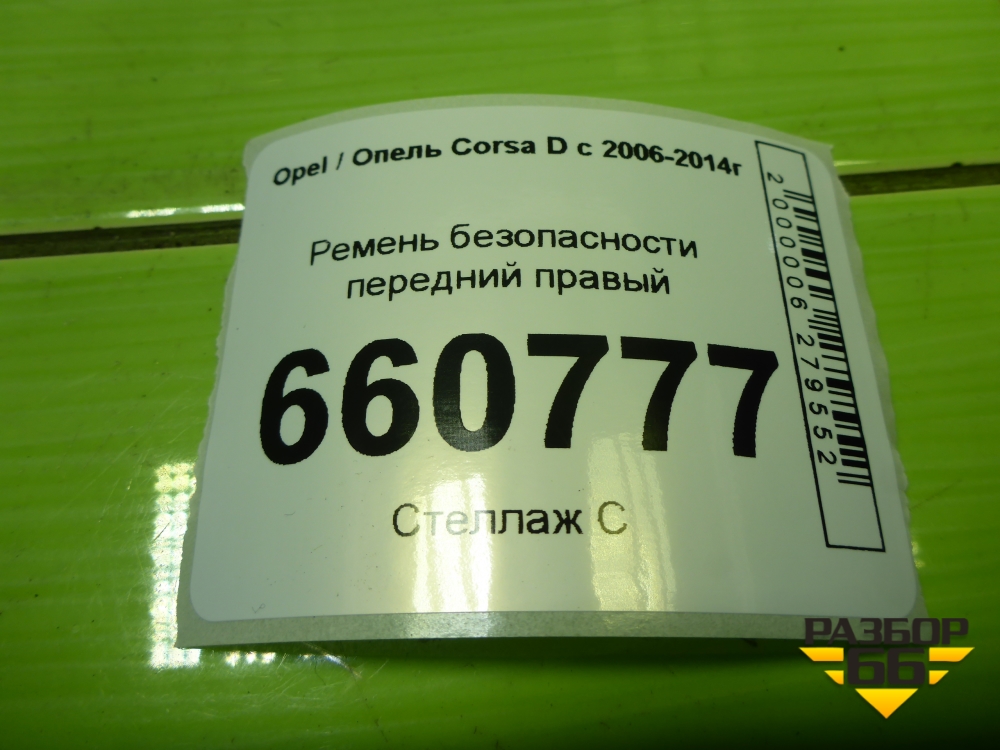 Opel / Опель Corsa D с 2006-2014г
Ремень безопасности
передний правый
660777
Стеллаж С
2000006279552
РАЗБОР
66